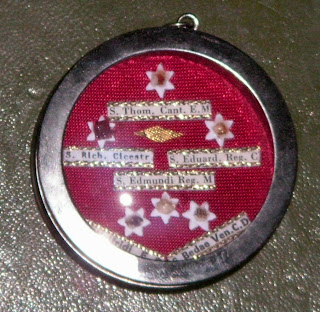 S. Thom. Cant. E.M
S. Rich. Cicestr
S. Eduard. Reg. C
S. Edmundi Reg. M
Bedae Ven. C.D